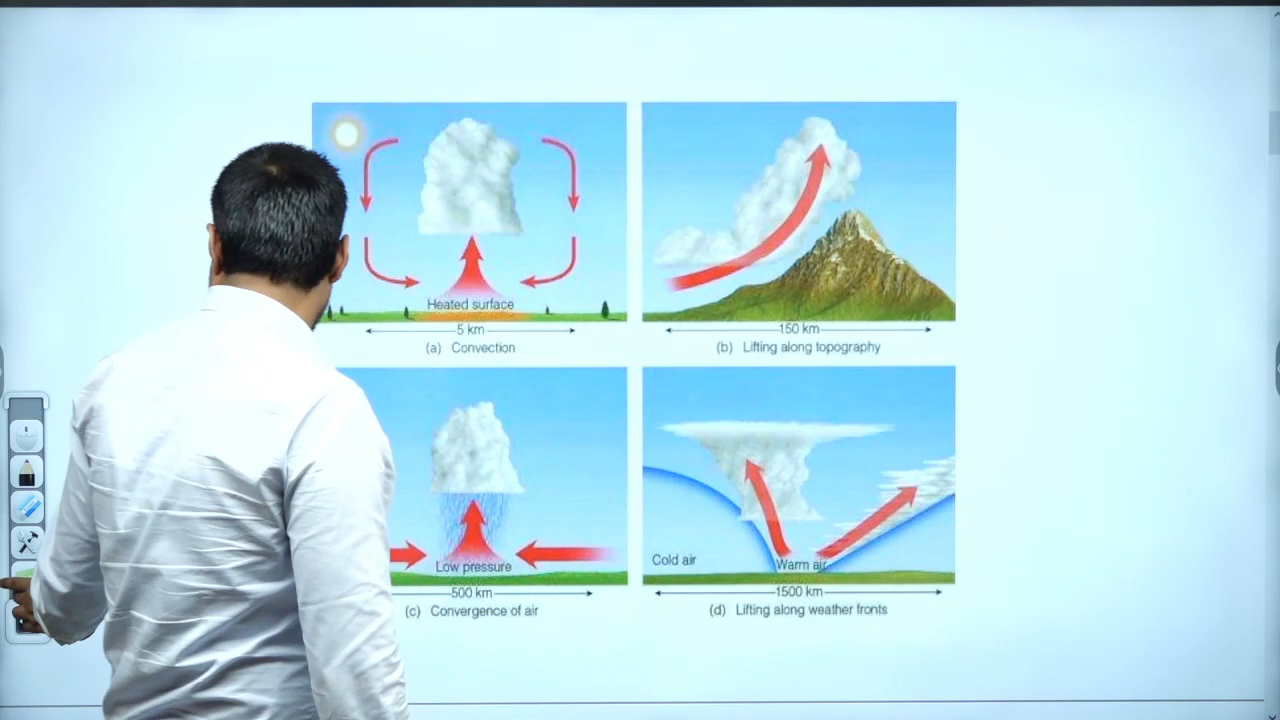 Heated surface
5 km
(a) Convection
150 km
(b) Lifting along topography
Low pressure
500 km
(c) Convergence of air
Cold air
Warm air
1500 km
(d) Lifting along weather fronts